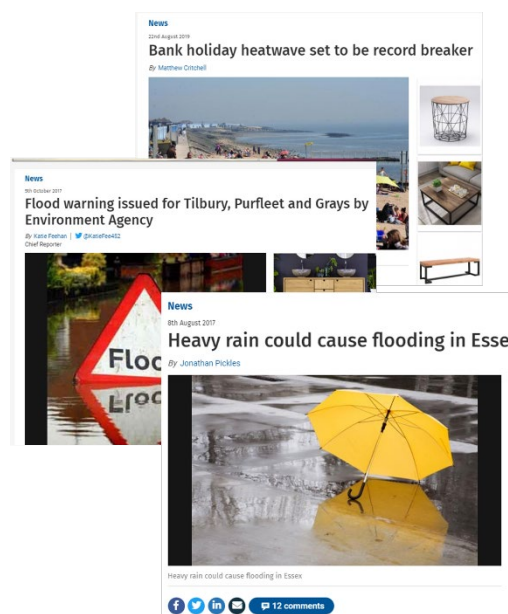 News
22nd August 2019
Bank holiday heatwave set to be record breaker
By Matthew Critchell
News
5th October 2017
Flood warning issued for Tilbury, Purfleet and Grays by
Environment Agency
By Katie Feehan | @KatieFee452
Chief Reporter
Floo
Floo
News
8th August 2017
Heavy rain could cause flooding in Esse
By Jonathan Pickles
Heavy rain could cause flooding in Essex
12 comments